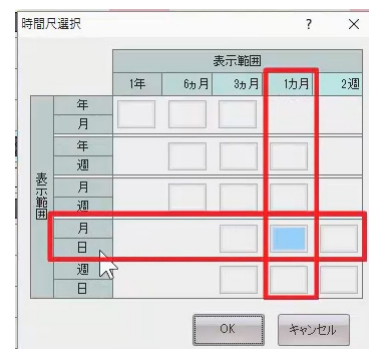 時間尺選択 ? ×
表示範囲
1年 6ヵ月 3ヵ月 1カ月 2週
表示範囲
年
月
年
週
月
週
月
日
週
日
OK キャンセル